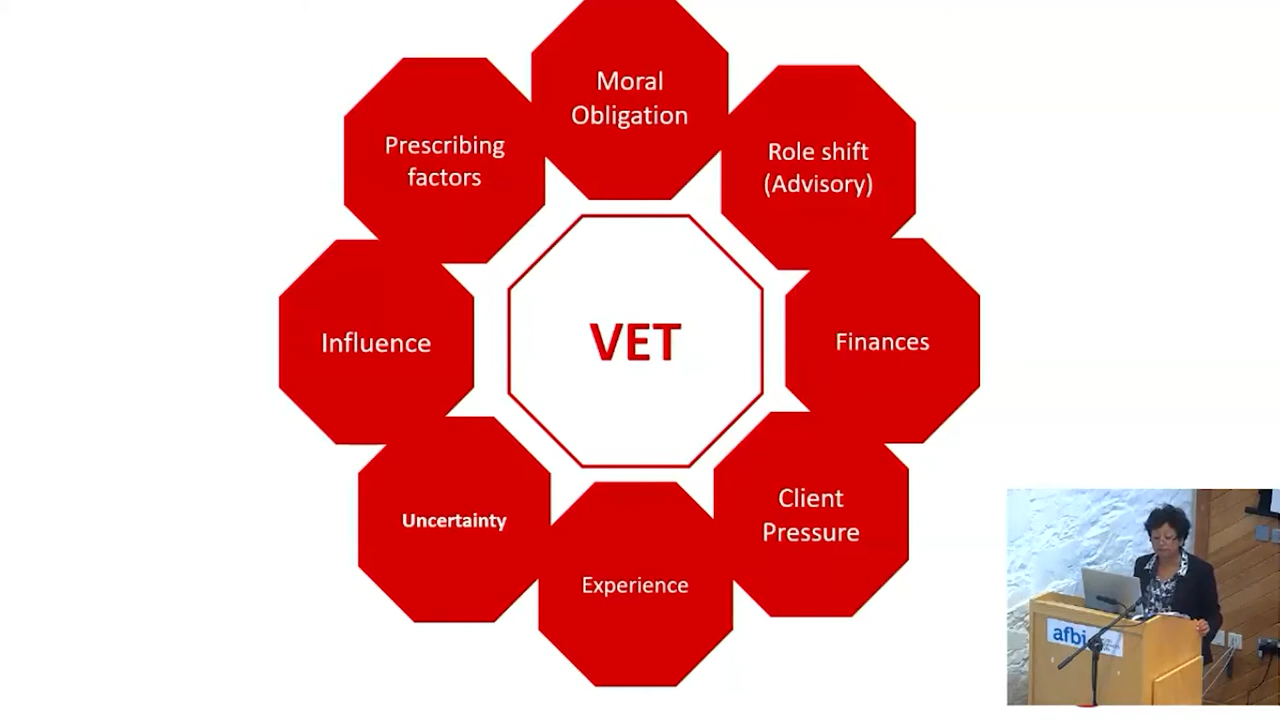 Moral
Obligation
Role shift
(Advisory)
Finances
Client
Pressure
Experience
Uncertainty
Influence
Prescribing
factors
VET
afbi